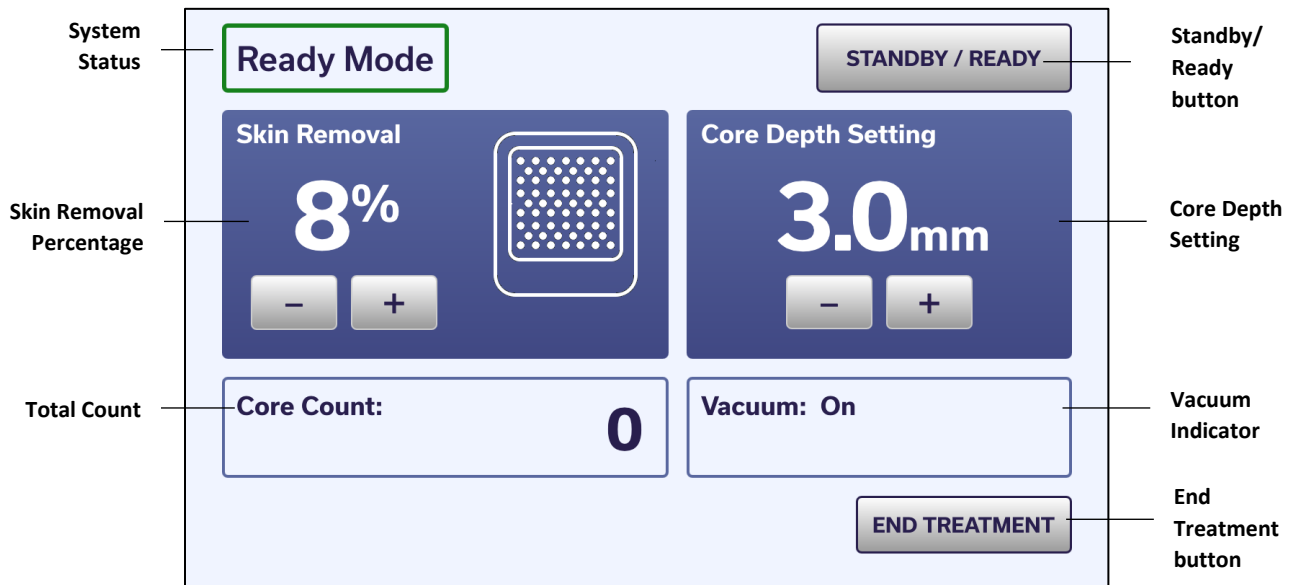 System
Status
Ready Mode
STANDBY / READY
Standby/
Ready
button
Skin Removal
Core Depth Setting
8%
3.0mm
Skin Removal
Percentage
Core Depth
Setting
– +
– +
Total Count
Core Count:
0
Vacuum: On
Vacuum
Indicator
END TREATMENT
End
Treatment
button